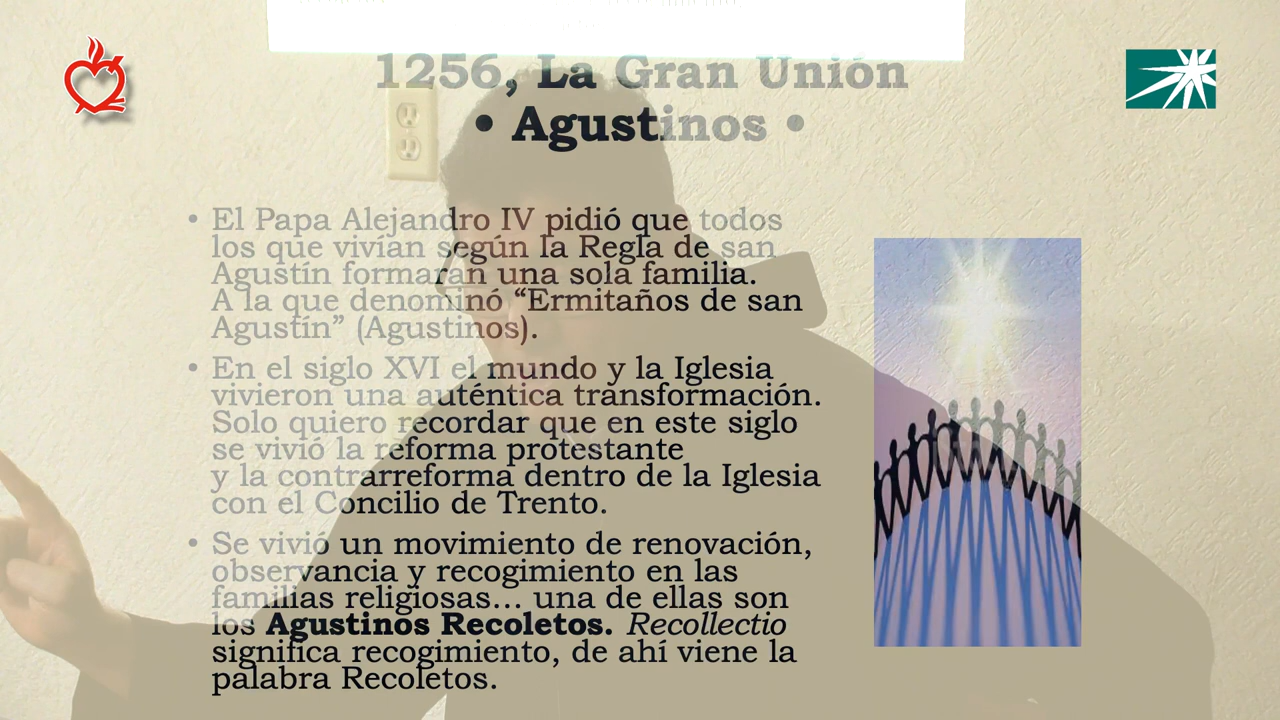 1256, La Gran Unión
• Agustinos •
• El Papa Alejandro IV pidió que todos
los que vivían según la Regla de san
Agustín formaran una sola familia.
A la que denominó “Ermitaños de san
Agustín” (Agustinos).
• En el siglo XVI el mundo y la Iglesia
vivieron una auténtica transformación.
Solo quiero recordar que en este siglo
se vivió la reforma protestante
y la contrarreforma dentro de la Iglesia
con el Concilio de Trento.
• Se vivió un movimiento de renovación,
observancia y recogimiento en las
familias religiosas... una de ellas son
los Agustinos Recoletos. Recollectio
significa recogimiento, de ahí viene la
palabra Recoletos.